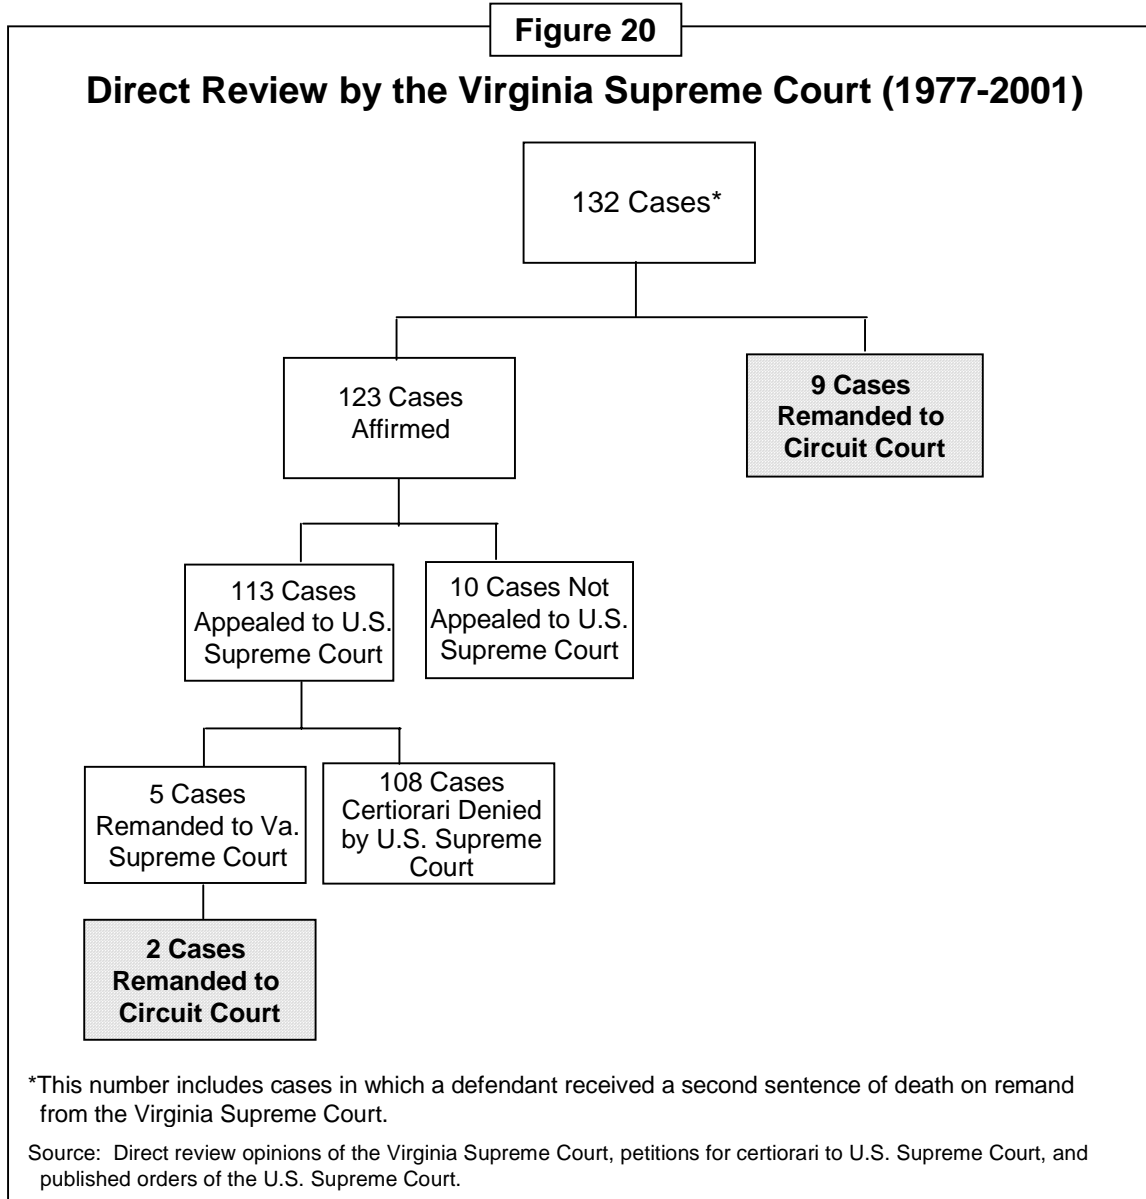 Figure 20
Direct Review by the Virginia Supreme Court (1977-2001)
132 Cases*
123 Cases
Affirmed
9 Cases
Remanded to
Circuit Court
113 Cases
Appealed to U.S.
Supreme Court
10 Cases Not
Appealed to U.S.
Supreme Court
5 Cases
Remanded to Va.
Supreme Court
108 Cases
Certiorari Denied
by U.S. Supreme
Court
2 Cases
Remanded to
Circuit Court
*This number includes cases in which a defendant received a second sentence of death on remand
from the Virginia Supreme Court.
Source: Direct review opinions of the Virginia Supreme Court, petitions for certiorari to U.S. Supreme Court, and
published orders of the U.S. Supreme Court.